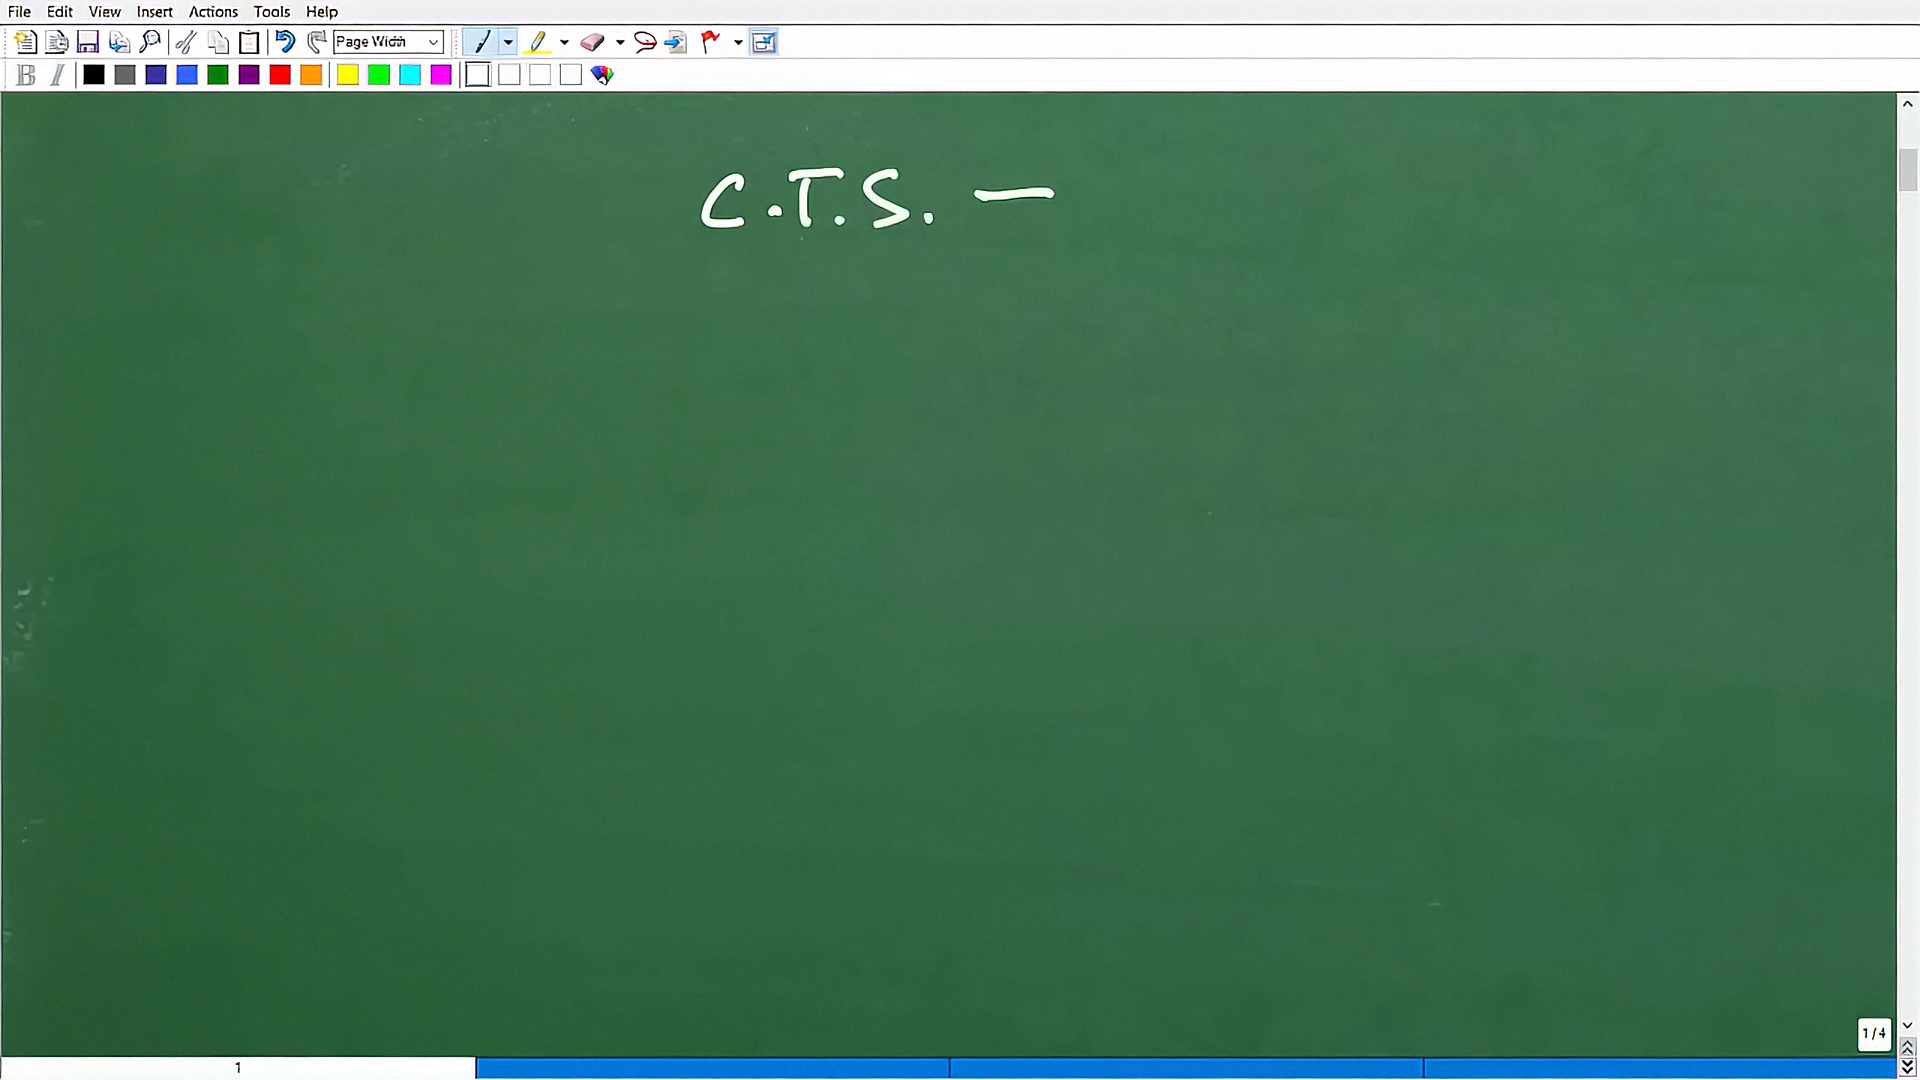 File Edit View Insert Actions Tools Help
Page Width
B I
C.T.S. —
1/4
1